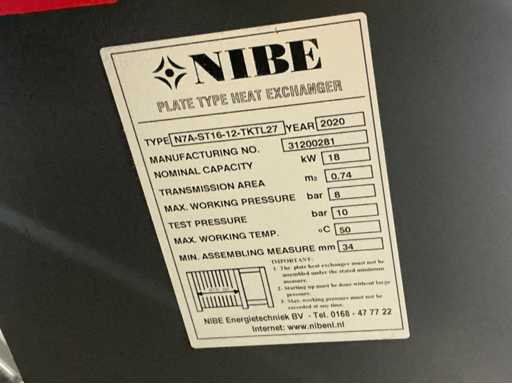 NIBE
PLATE TYPE HEAT EXCHANGER
TYPE N7A-ST16-12-TKTL27 YEAR 2020
MANUFACTURING NO. 31200281
NOMINAL CAPACITY kW 18
TRANSMISSION AREA m₂ 0.74
MAX. WORKING PRESSURE bar 8
TEST PRESSURE bar 10
MAX. WORKING TEMP. °C 50
MIN. ASSEMBLING MEASURE mm 34
IMPORTANT:
1. The plate heat exchanger must not be
assembled under the stated minimum
measure.
2. Starting up must be done without large
pressure.
3. Max. working pressure must not be
exceeded at any time.
NIBE Energietechniek BV - Tel. 0168 - 47 77 22
Internet: www.nibenl.nl